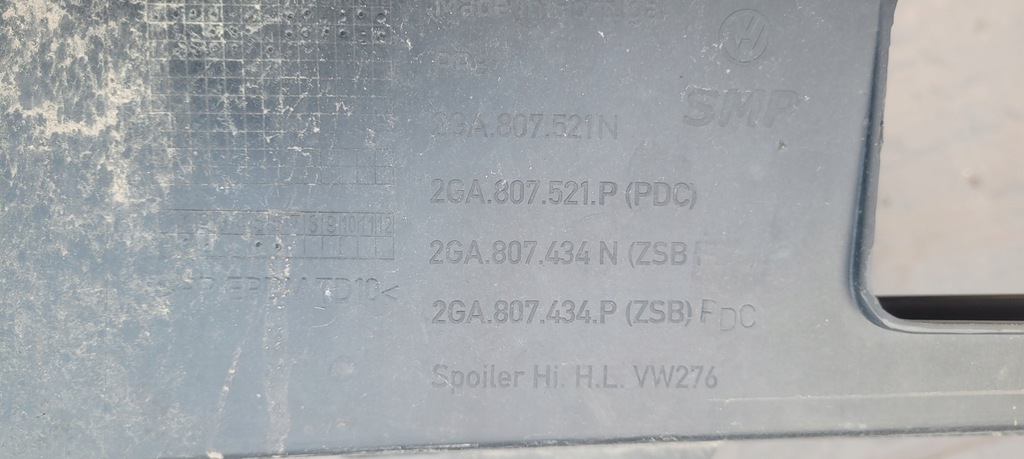 SMP
2GA.807.521 N
2GA.807.521.P (PDC)
2GA.807.434 N (ZSB
2GA.807.434.P (ZSB) PDC
Spoiler Hi. H.L. VW276